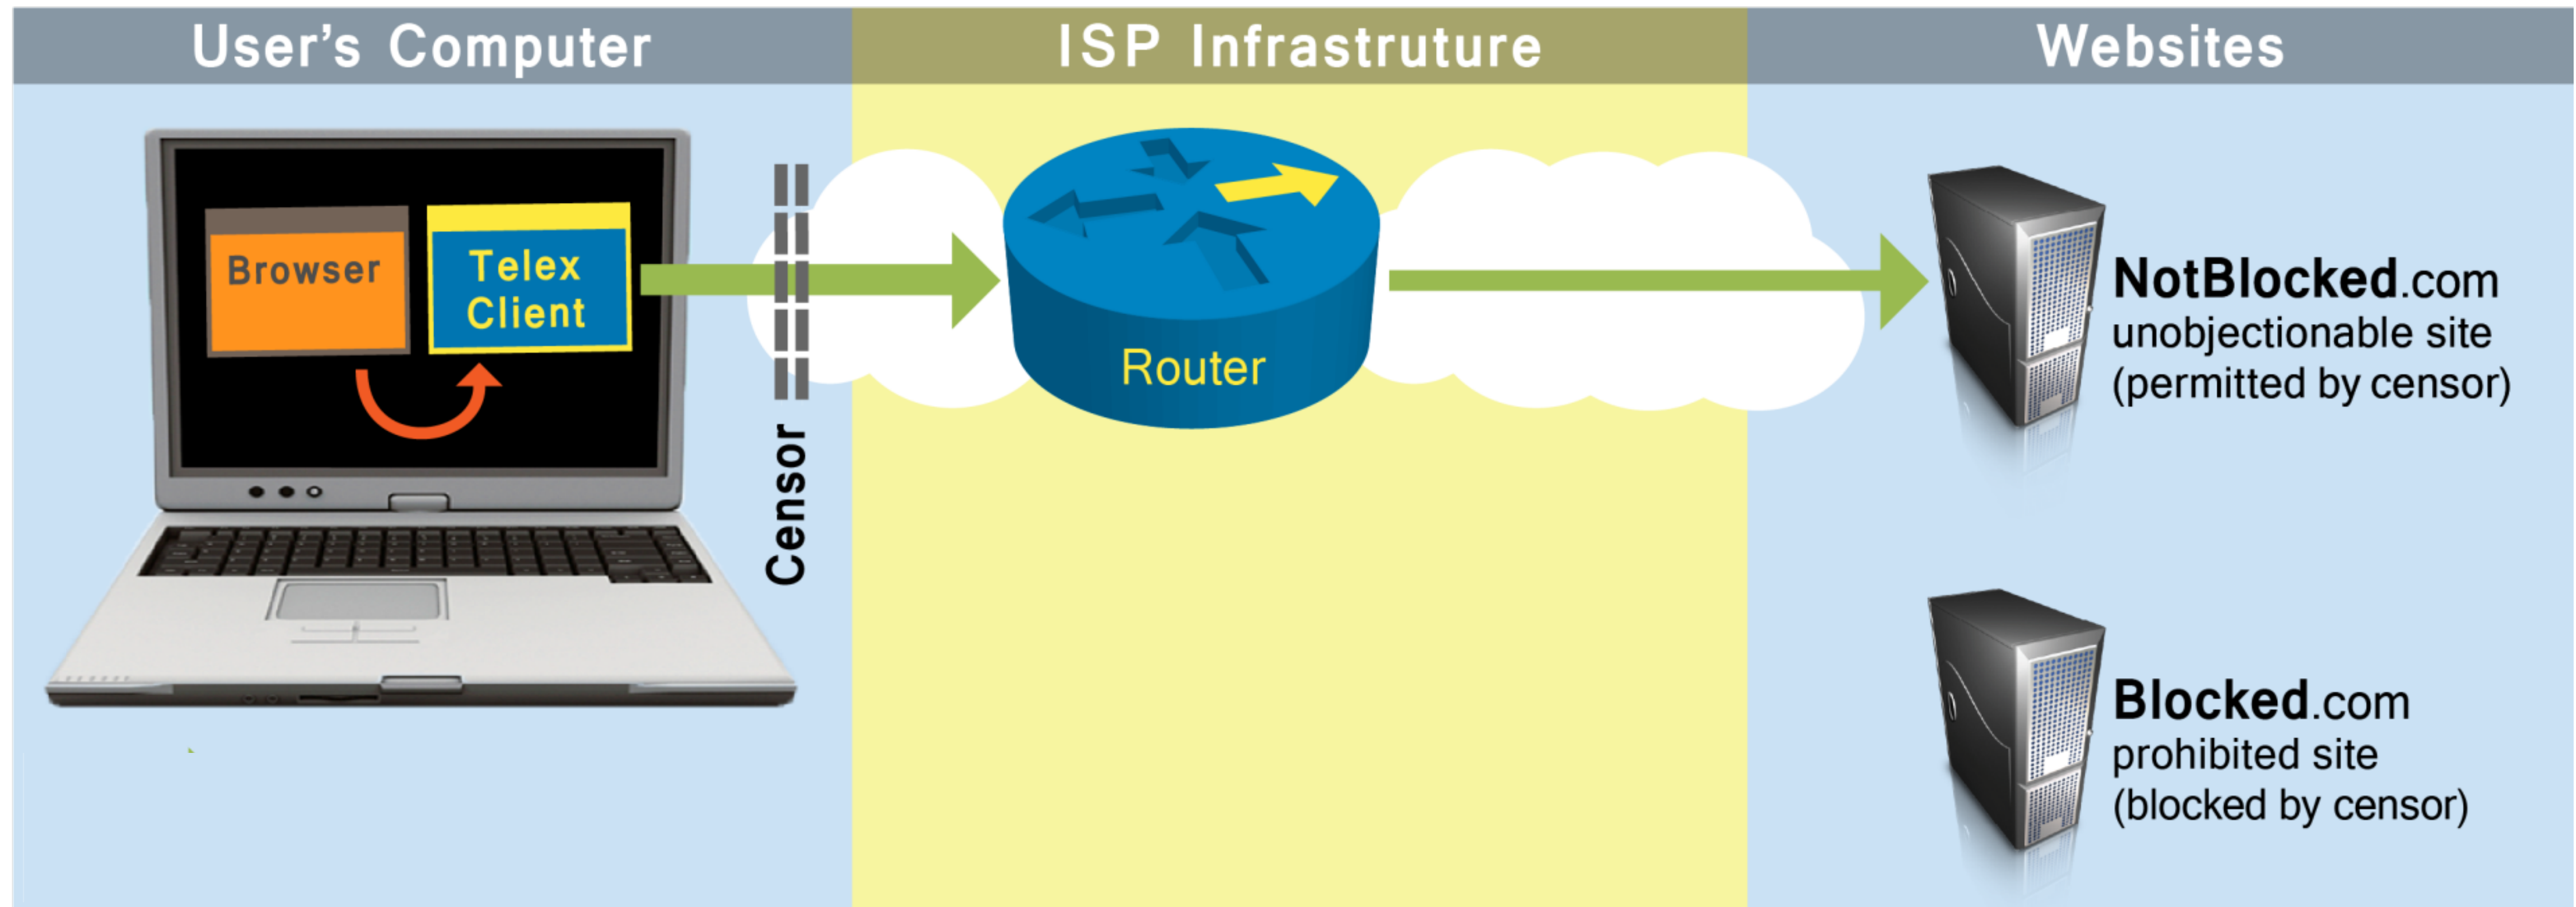 User's Computer
ISP Infrastruture
Websites
Browser
Telex
Client
Censor
Router
NotBlocked.com
unobjectionable site
(permitted by censor)
Blocked.com
prohibited site
(blocked by censor)